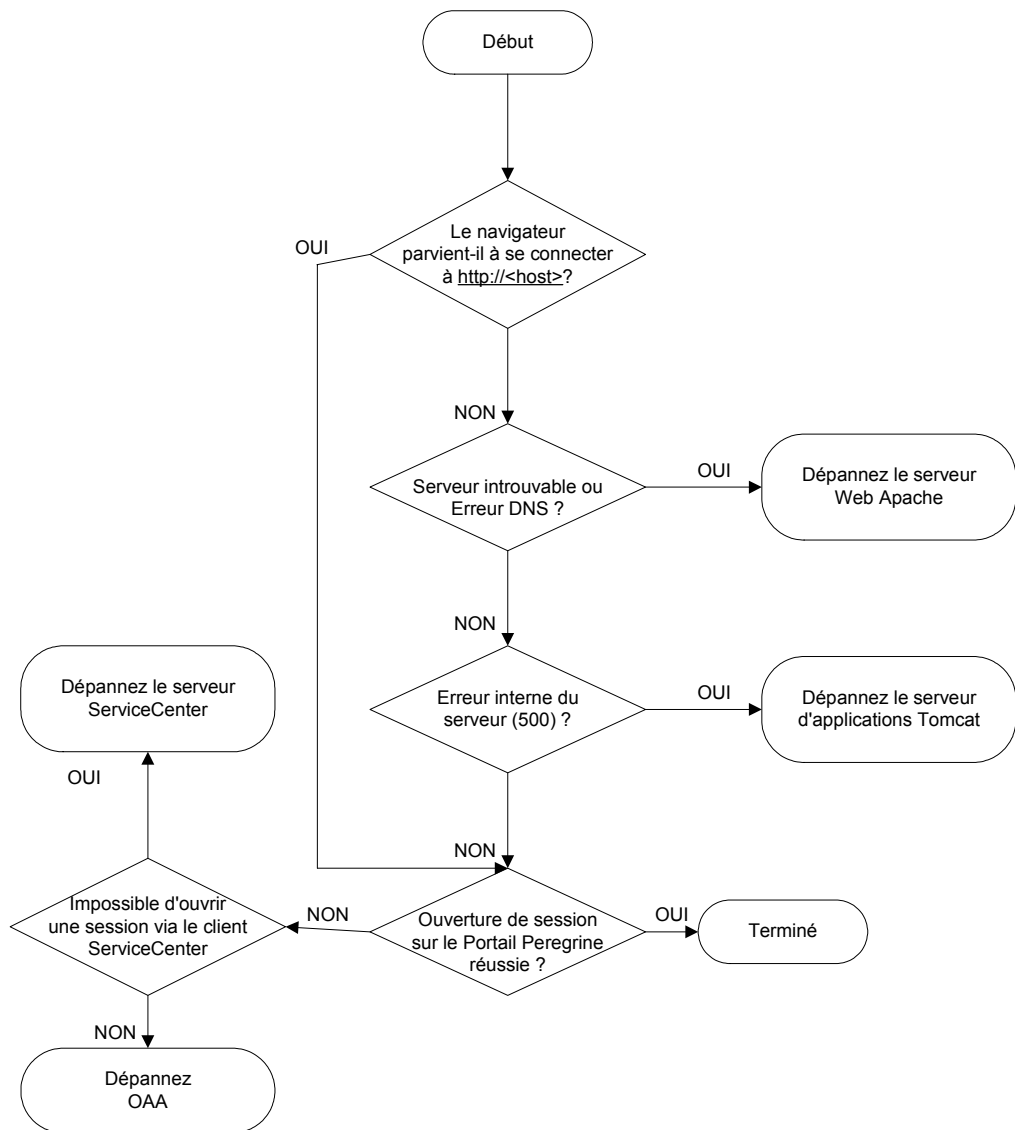 Début
Le navigateur
parvient-il à se connecter
à http://<host>?
OUI
NON
Serveur introuvable ou
Erreur DNS ?
OUI
Dépannez le serveur
Web Apache
NON
Erreur interne du
serveur (500) ?
OUI
Dépannez le serveur
d'applications Tomcat
Dépannez le serveur
ServiceCenter
OUI
NON
Impossible d'ouvrir
une session via le client
ServiceCenter
NON
Ouverture de session
sur le Portail Peregrine
réussie ?
OUI
Terminé
NON
Dépannez
OAA